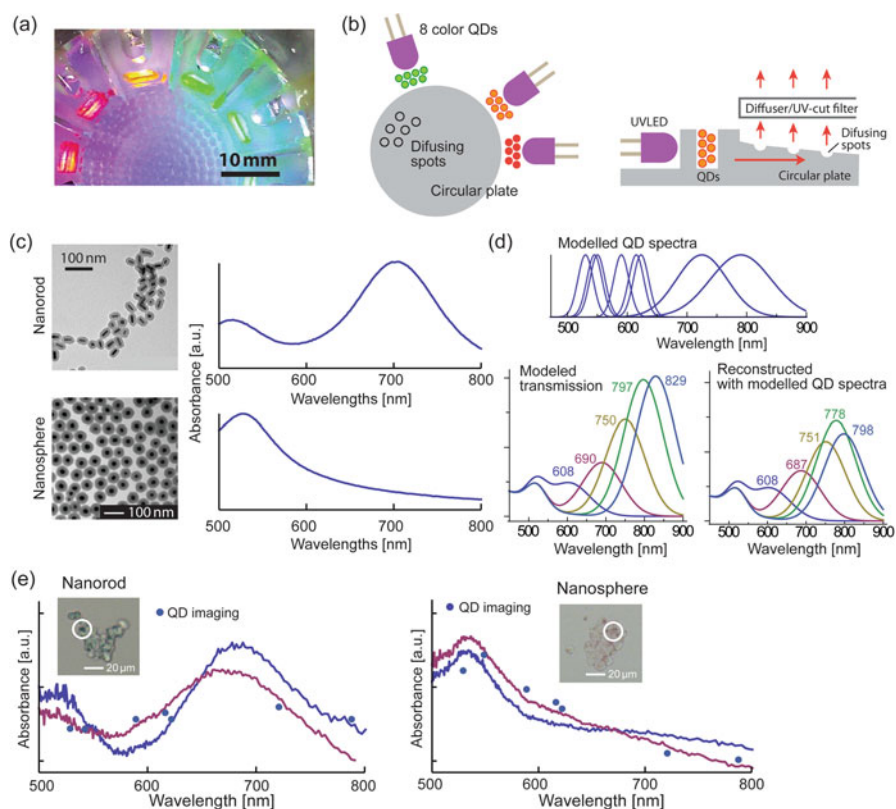 (a)
10 mm
(b)
8 color QDs
Difusing
spots
Circular plate
UVLED
QDs
Diffuser/UV-cut filter
Difusing
spots
Circular plate
(c)
Nanorod
100 nm
Nanosphere
100 nm
Absorbance [a.u.]
500 600 700 800
Wavelengths [nm]
500 600 700 800
Wavelengths [nm]
(d)
Modelled QD spectra
500 600 700 800 900
Wavelength [nm]
Modeled
transmission
608
690
750
797
829
500 600 700 800 900
Wavelength [nm]
Reconstructed
with modelled QD spectra
608
687
751
778
798
500 600 700 800 900
Wavelength [nm]
(e)
Nanorod
QD imaging
20 µm
Absorbance [a.u.]
500 600 700 800
Wavelength [nm]
Nanosphere
QD imaging
20 µm
Absorbance [a.u.]
500 600 700 800
Wavelength [nm]